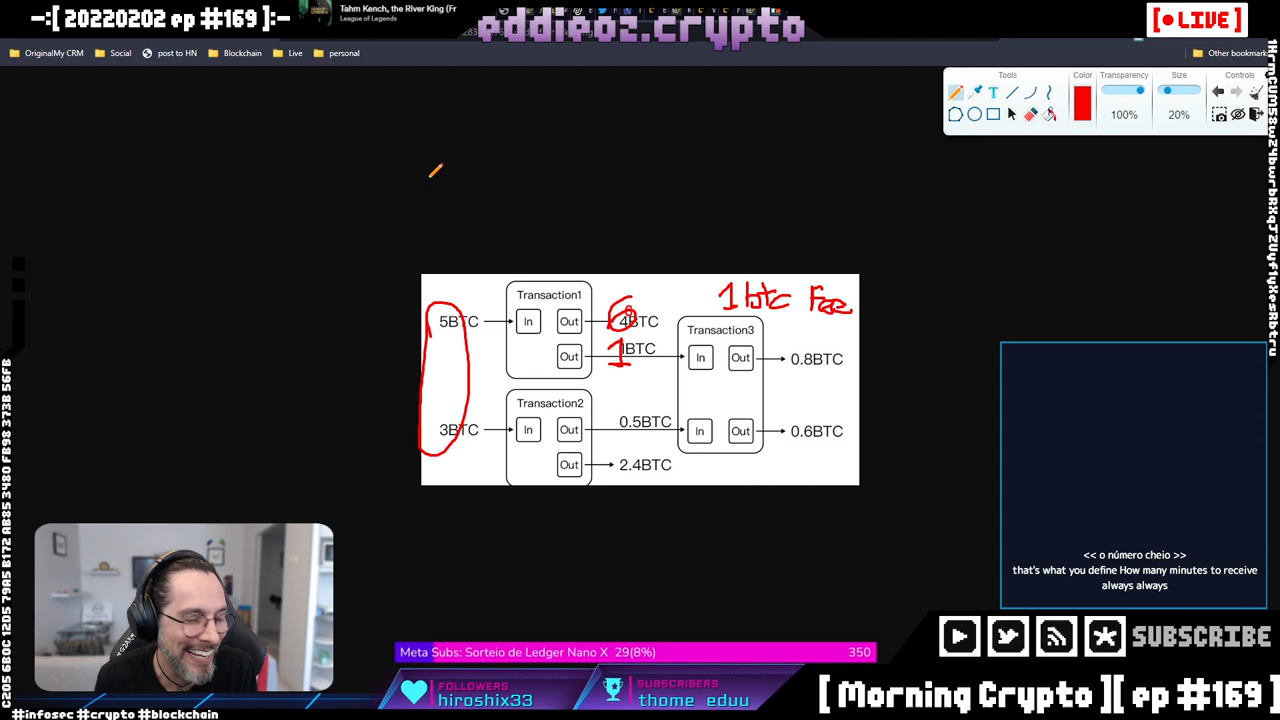 -:[ 20220202 ep #169 ]:-
Tahm Kench, the River King (Fr
League of Legends
eddieoz.crypto
[• LIVE ]
OriginalMy CRM
Social
post to HN
Blockchain
Live
personal
Other bookmark
Tools
Color
Transparency
Size
Controls
T
100%
20%
1 btc Fee
Transaction1
5BTC
In
Out
4BTC
Out
1
1BTC
Transaction2
3BTC
In
Out
0.5BTC
Out
2.4BTC
Transaction3
In
Out
0.8BTC
In
Out
0.6BTC
<< o número cheio >>
that's what you define How many minutes to receive
always always
SUBSCRIBE
Meta Subs: Sorteio de Ledger Nano X 29(8%)
350
FOLLOWERS
hiroshix33
SUBSCRIBERS
thome_eduu
[ Morning Crypto ][ ep #169 ]
#infosec #crypto #blockchain